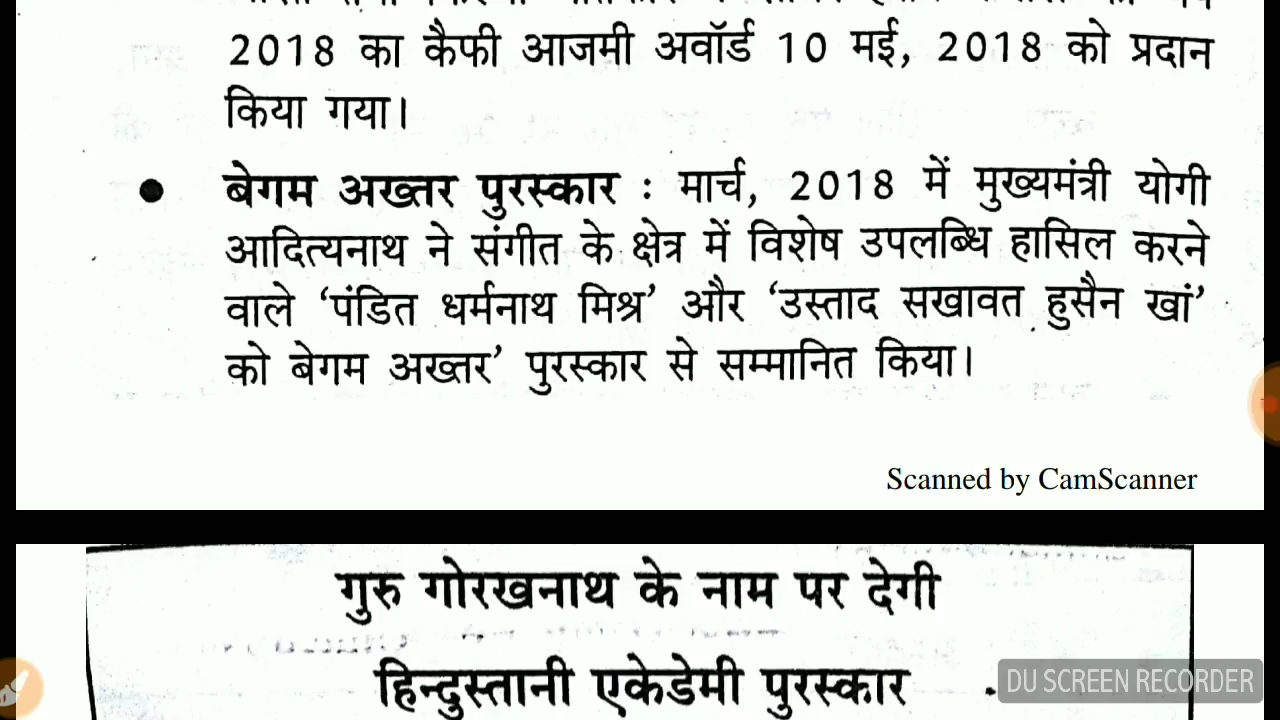 2018 का कैफी आजमी अवॉर्ड 10 मई, 2018 को प्रदान
किया गया।
● बेगम अख्तर पुरस्कार : मार्च, 2018 में मुख्यमंत्री योगी
आदित्यनाथ ने संगीत के क्षेत्र में विशेष उपलब्धि हासिल करने
वाले ‘पंडित धर्मनाथ मिश्र’ और ‘उस्ताद सखावत हुसैन खां’
को बेगम अख्तर’ पुरस्कार से सम्मानित किया।
Scanned by CamScanner
गुरु गोरखनाथ के नाम पर देगी
हिन्दुस्तानी एकेडेमी पुरस्कार
DU SCREEN RECORDER